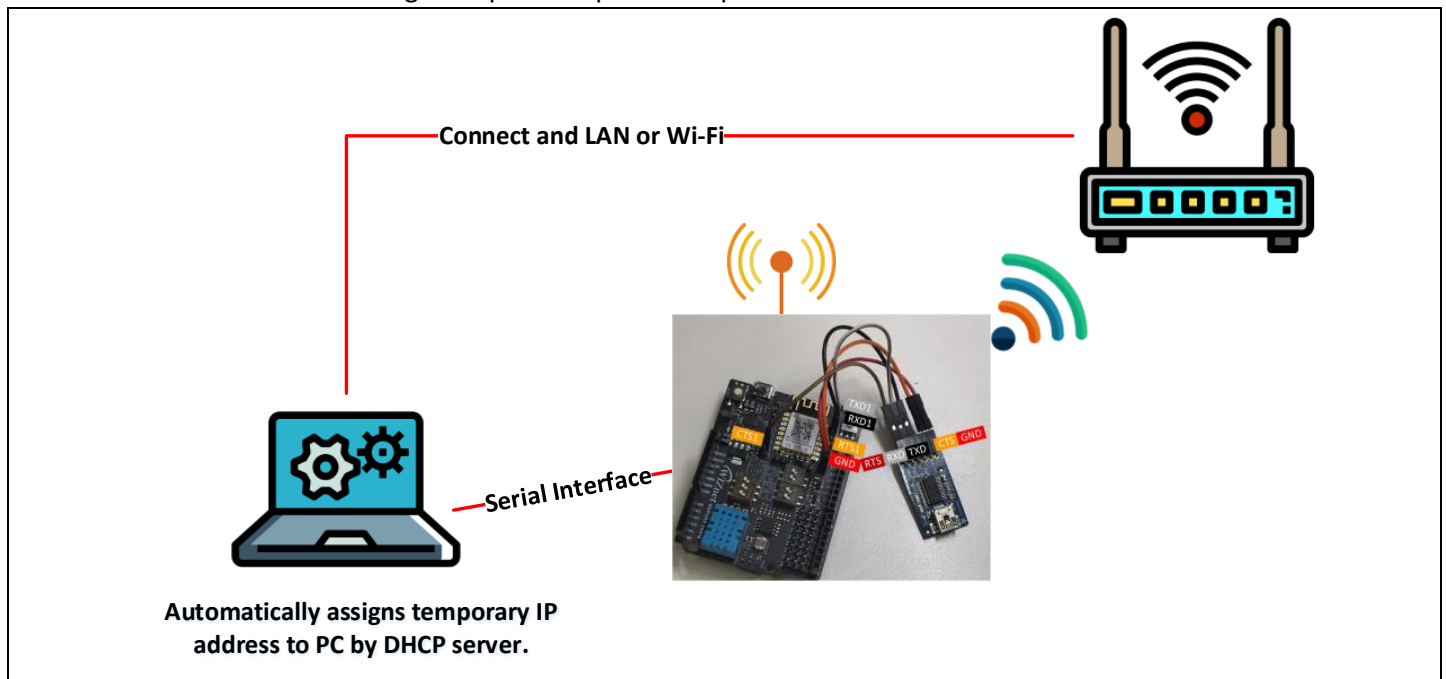 Connect and LAN or Wi-Fi
TXD1
RXD1
CTS1
RTS1
GND
RTS
RXD
TXD
CTS
GND
WIZnet
Serial Interface
Automatically assigns temporary IP
address to PC by DHCP server.